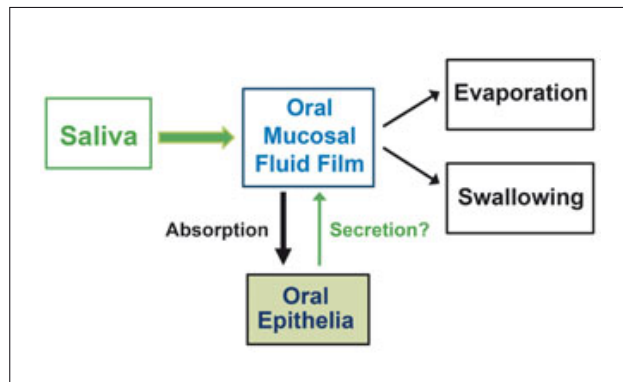 Saliva
Oral
Mucosal
Fluid Film
Evaporation
Swallowing
Absorption
Secretion?
Oral
Epithelia